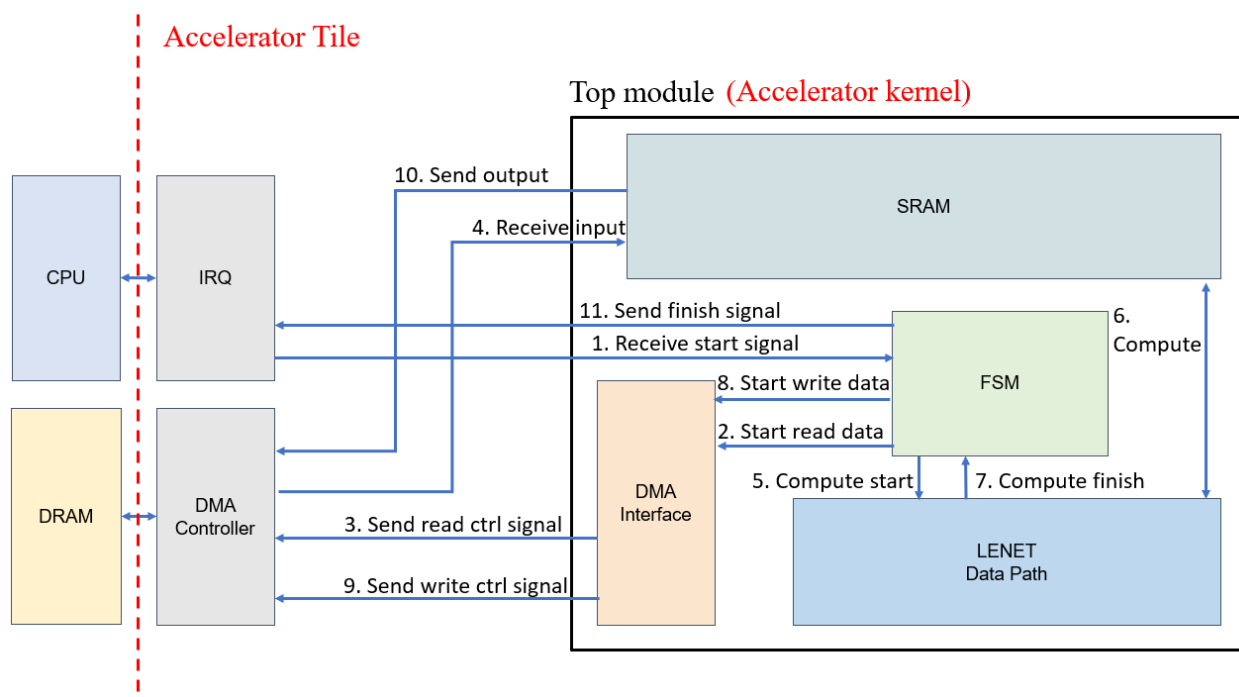 Accelerator Tile
Top module (Accelerator kernel)
10. Send output
SRAM
4. Receive input
CPU
IRQ
11. Send finish signal
6.
Compute
1. Receive start signal
FSM
8. Start write data
2. Start read data
5. Compute start
7. Compute finish
DMA
Interface
DRAM
DMA
Controller
3. Send read ctrl signal
LENET
Data Path
9. Send write ctrl signal